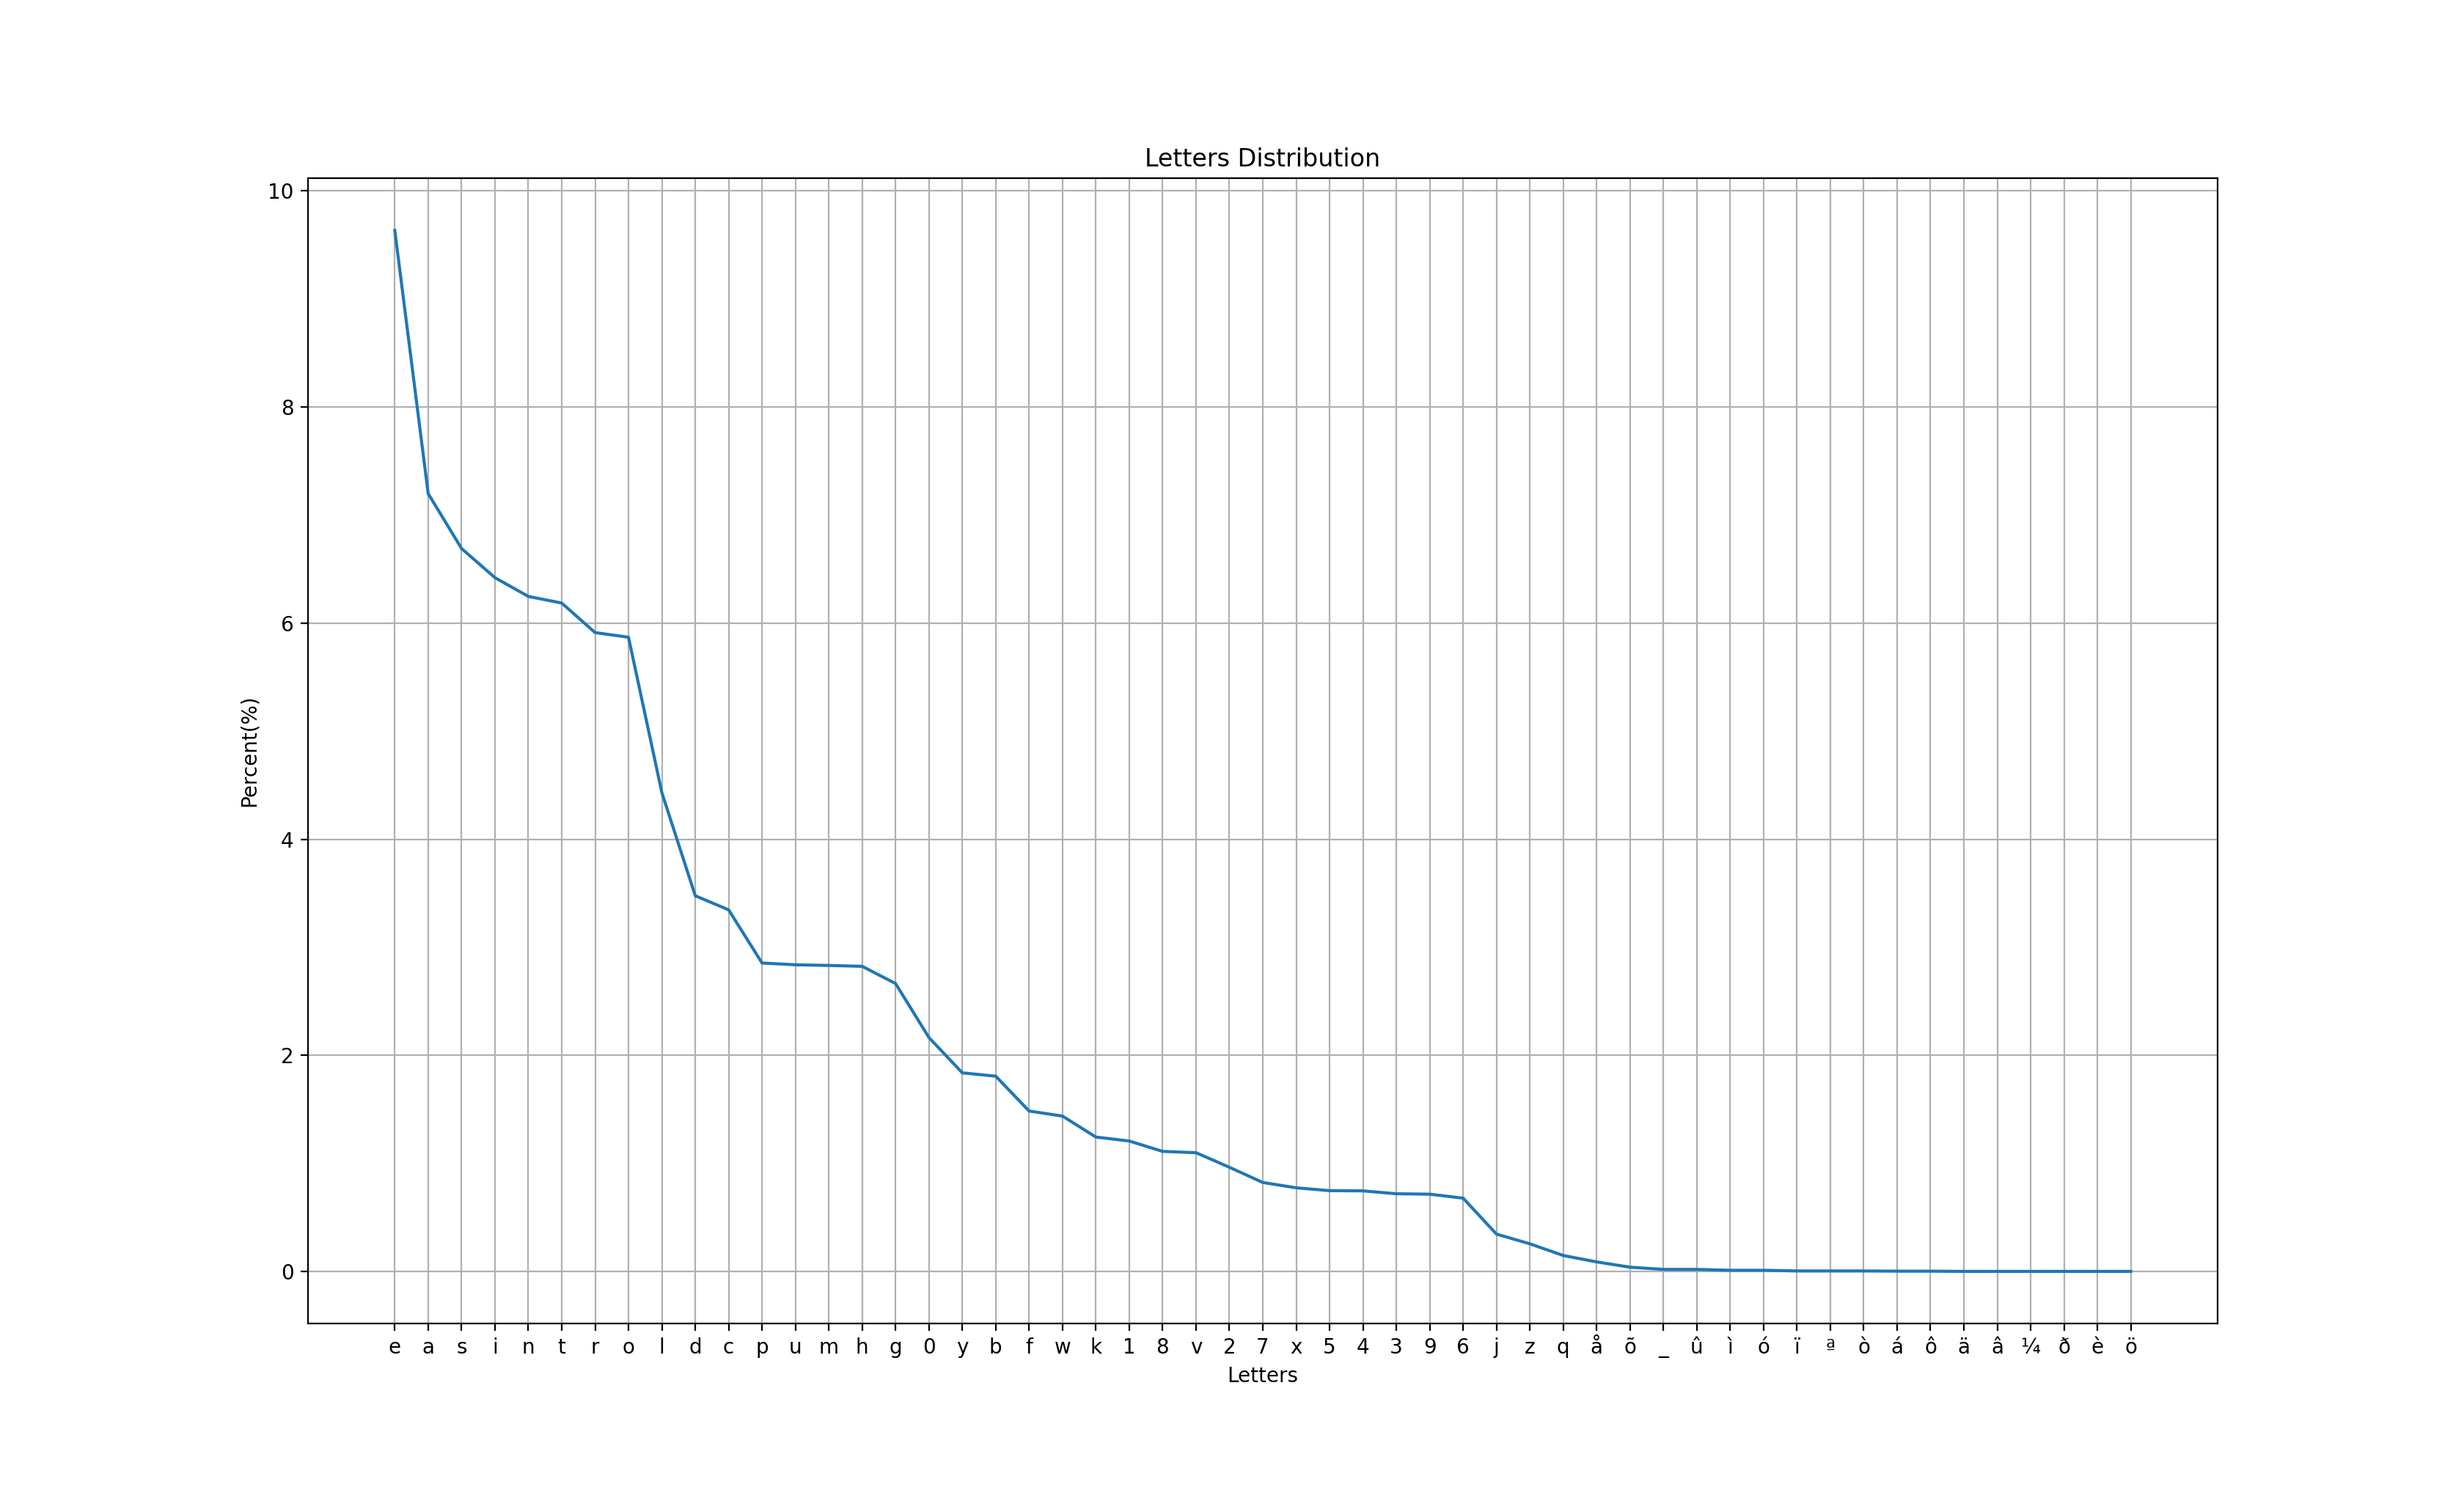 Letters Distribution
10
8
6
4
2
0
Percent(%)
e a s i n t r o l d c p u m h g 0 y b f w k 1 8 v 2 7 x 5 4 3 9 6 j z q å õ _ û ì ó ï ª ò á ô ä â ¼ ð è ö
Letters